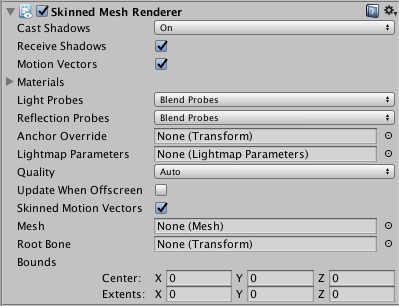 Skinned Mesh Renderer
Cast Shadows On
Receive Shadows
Motion Vectors
Materials
Light Probes Blend Probes
Reflection Probes Blend Probes
Anchor Override None (Transform)
Lightmap Parameters None (Lightmap Parameters)
Quality Auto
Update When Offscreen
Skinned Motion Vectors
Mesh None (Mesh)
Root Bone None (Transform)
Bounds
Center: X 0 Y 0 Z 0
Extents: X 0 Y 0 Z 0